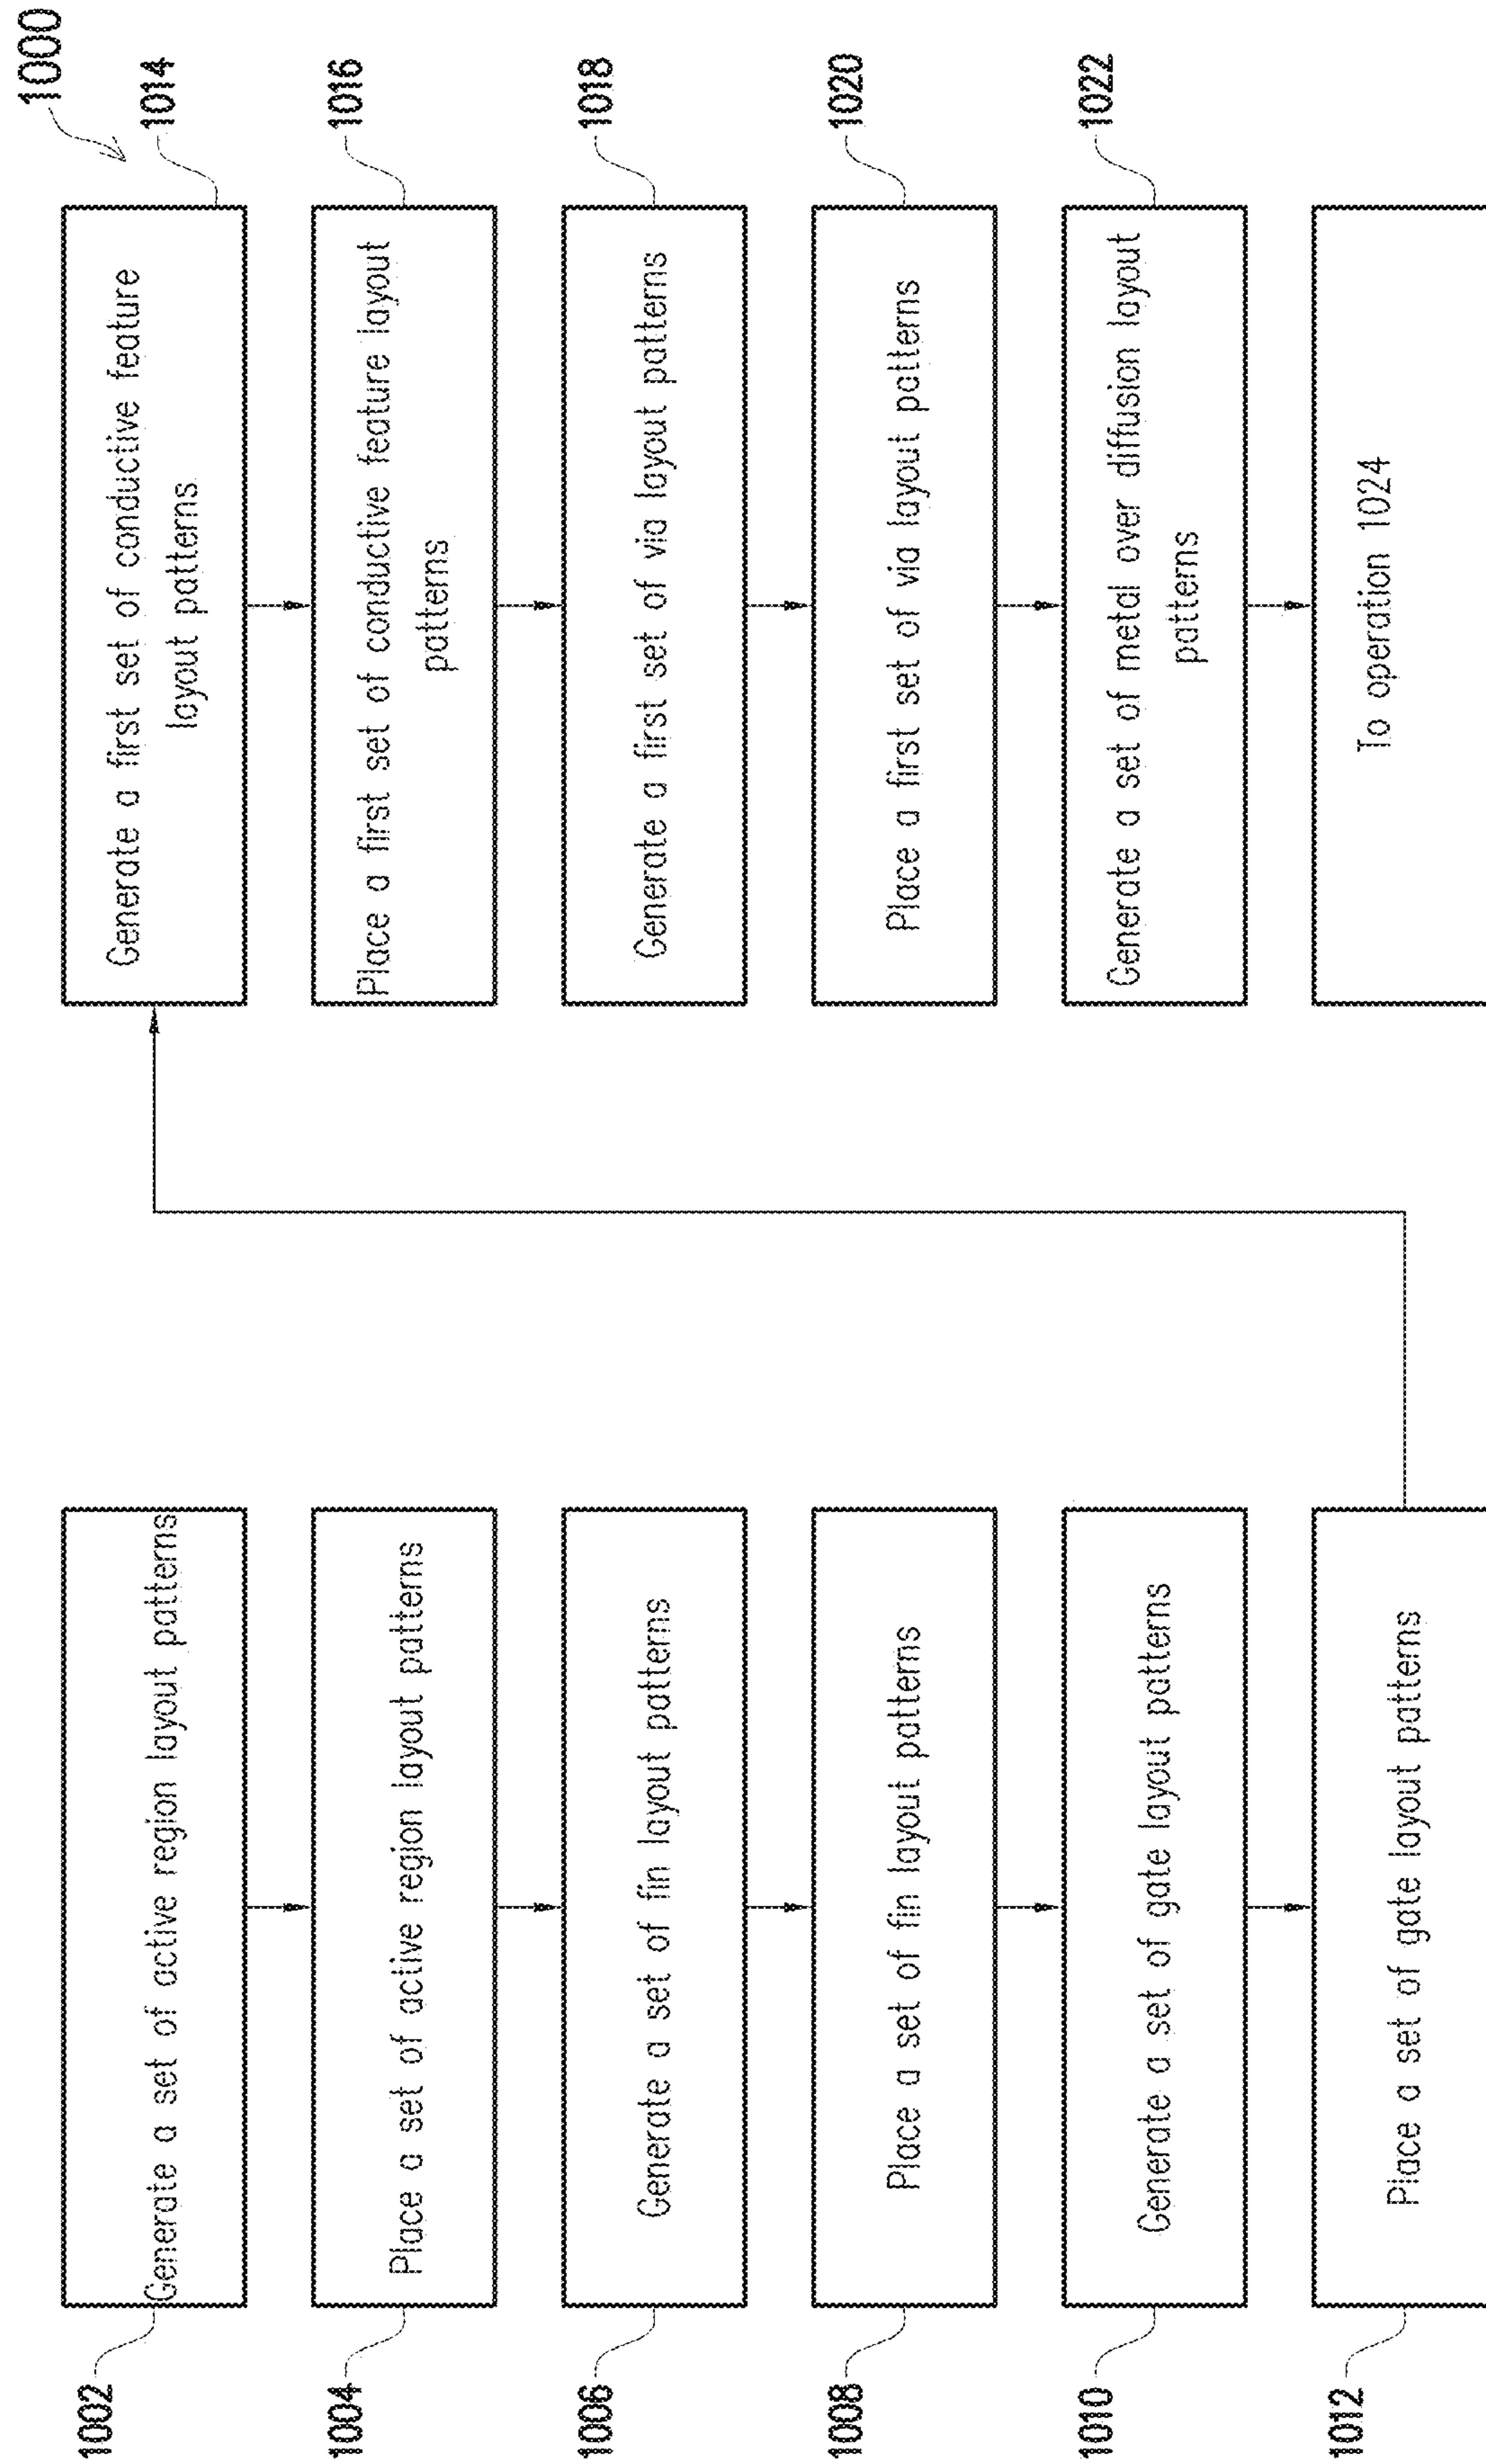 1000
1002
Generate a set of active region layout patterns
1004
Place a set of active region layout patterns
1006
Generate a set of fin layout patterns
1008
Place a set of fin layout patterns
1010
Generate a set of gate layout patterns
1012
Place a set of gate layout patterns
1014
Generate a first set of conductive feature
layout patterns
1016
Place a first set of conductive feature layout
patterns
1018
Generate a first set of via layout patterns
1020
Place a first set of via layout patterns
1022
Generate a set of metal over diffusion layout
patterns
To operation 1024